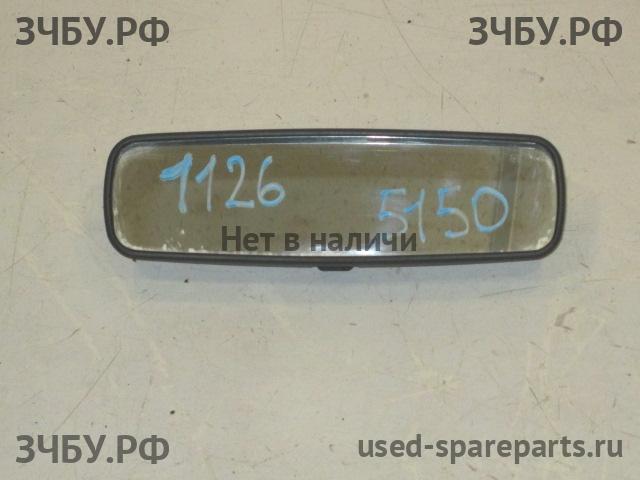 ЗЧБУ.РФ ЗЧБУ.РФ
1126
5150
Нет в наличи
ЗЧБУ.РФ used-spareparts.ru